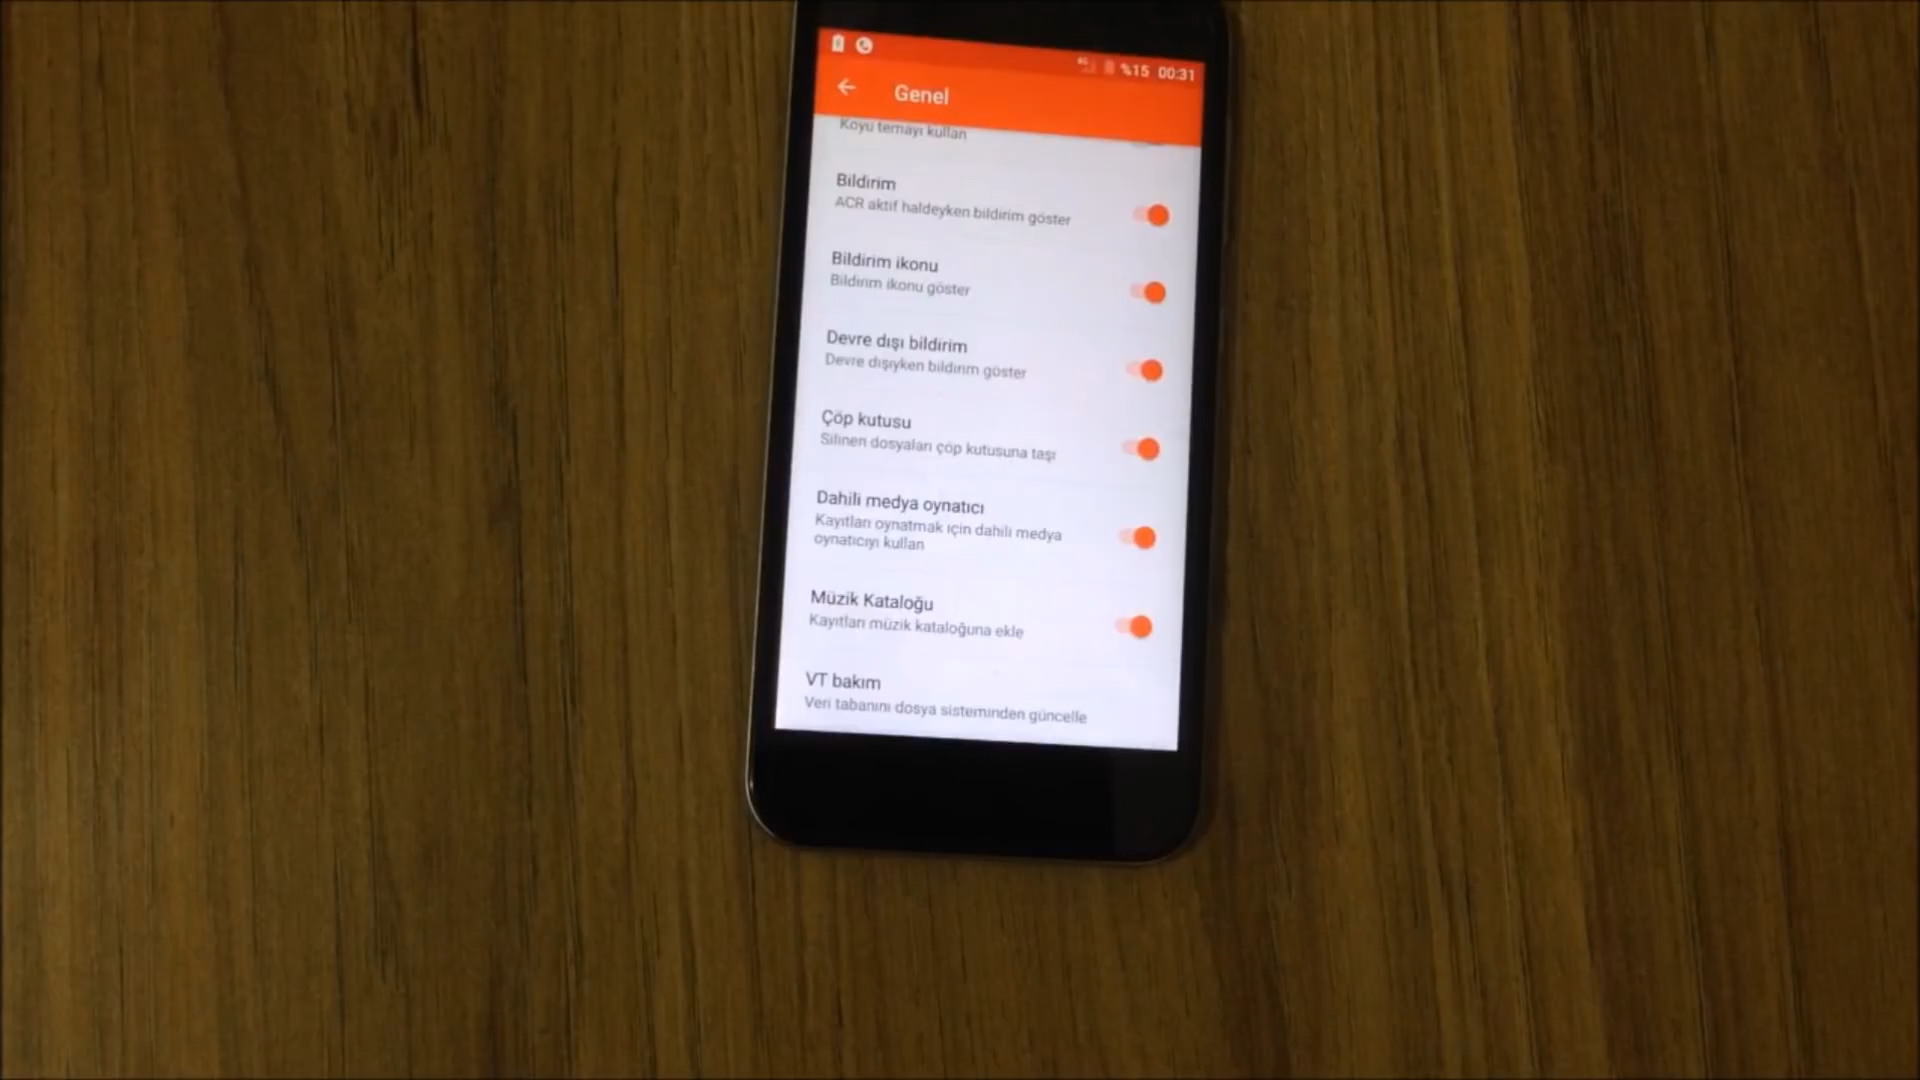 %15 00:31
Genel
Koyu temayı kullan
Bildirim
ACR aktif haldeyken bildirim göster
Bildirim ikonu
Bildirim ikonu göster
Devre dışı bildirim
Devre dışıyken bildirim göster
Çöp kutusu
Silinen dosyaları çöp kutusuna taşı
Dahili medya oynatıcı
Kayıtları oynatmak için dahili medya
oynatıcıyı kullan
Müzik Kataloğu
Kayıtları müzik kataloğuna ekle
VT bakım
Veri tabanını dosya sisteminden güncelle